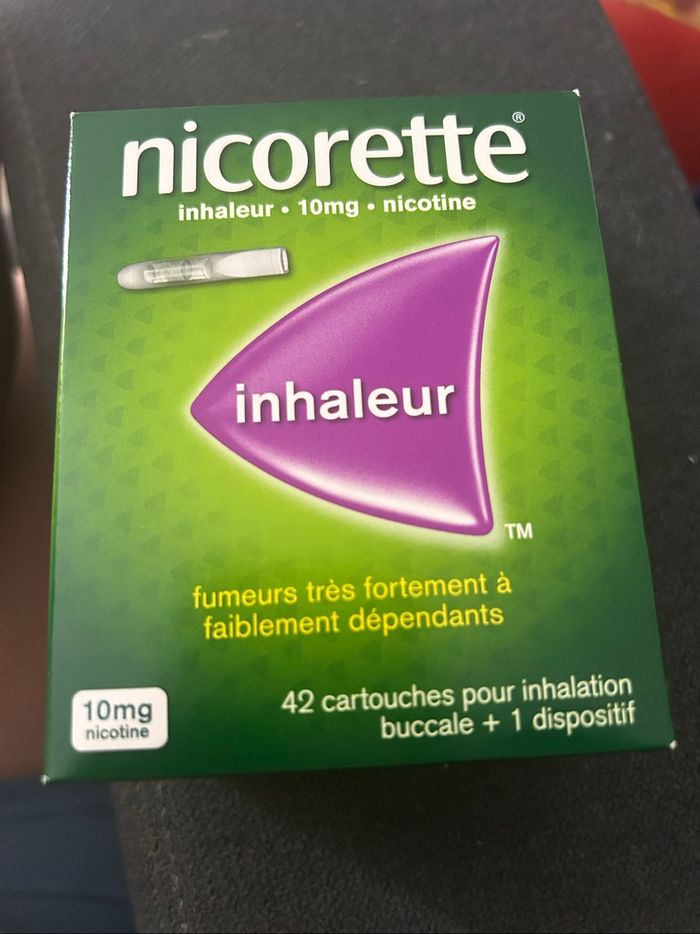 nicorette®
inhaleur • 10mg • nicotine
inhaleur
TM
fumeurs très fortement à
faiblement dépendants
10mg
nicotine
42 cartouches pour inhalation
buccale + 1 dispositif